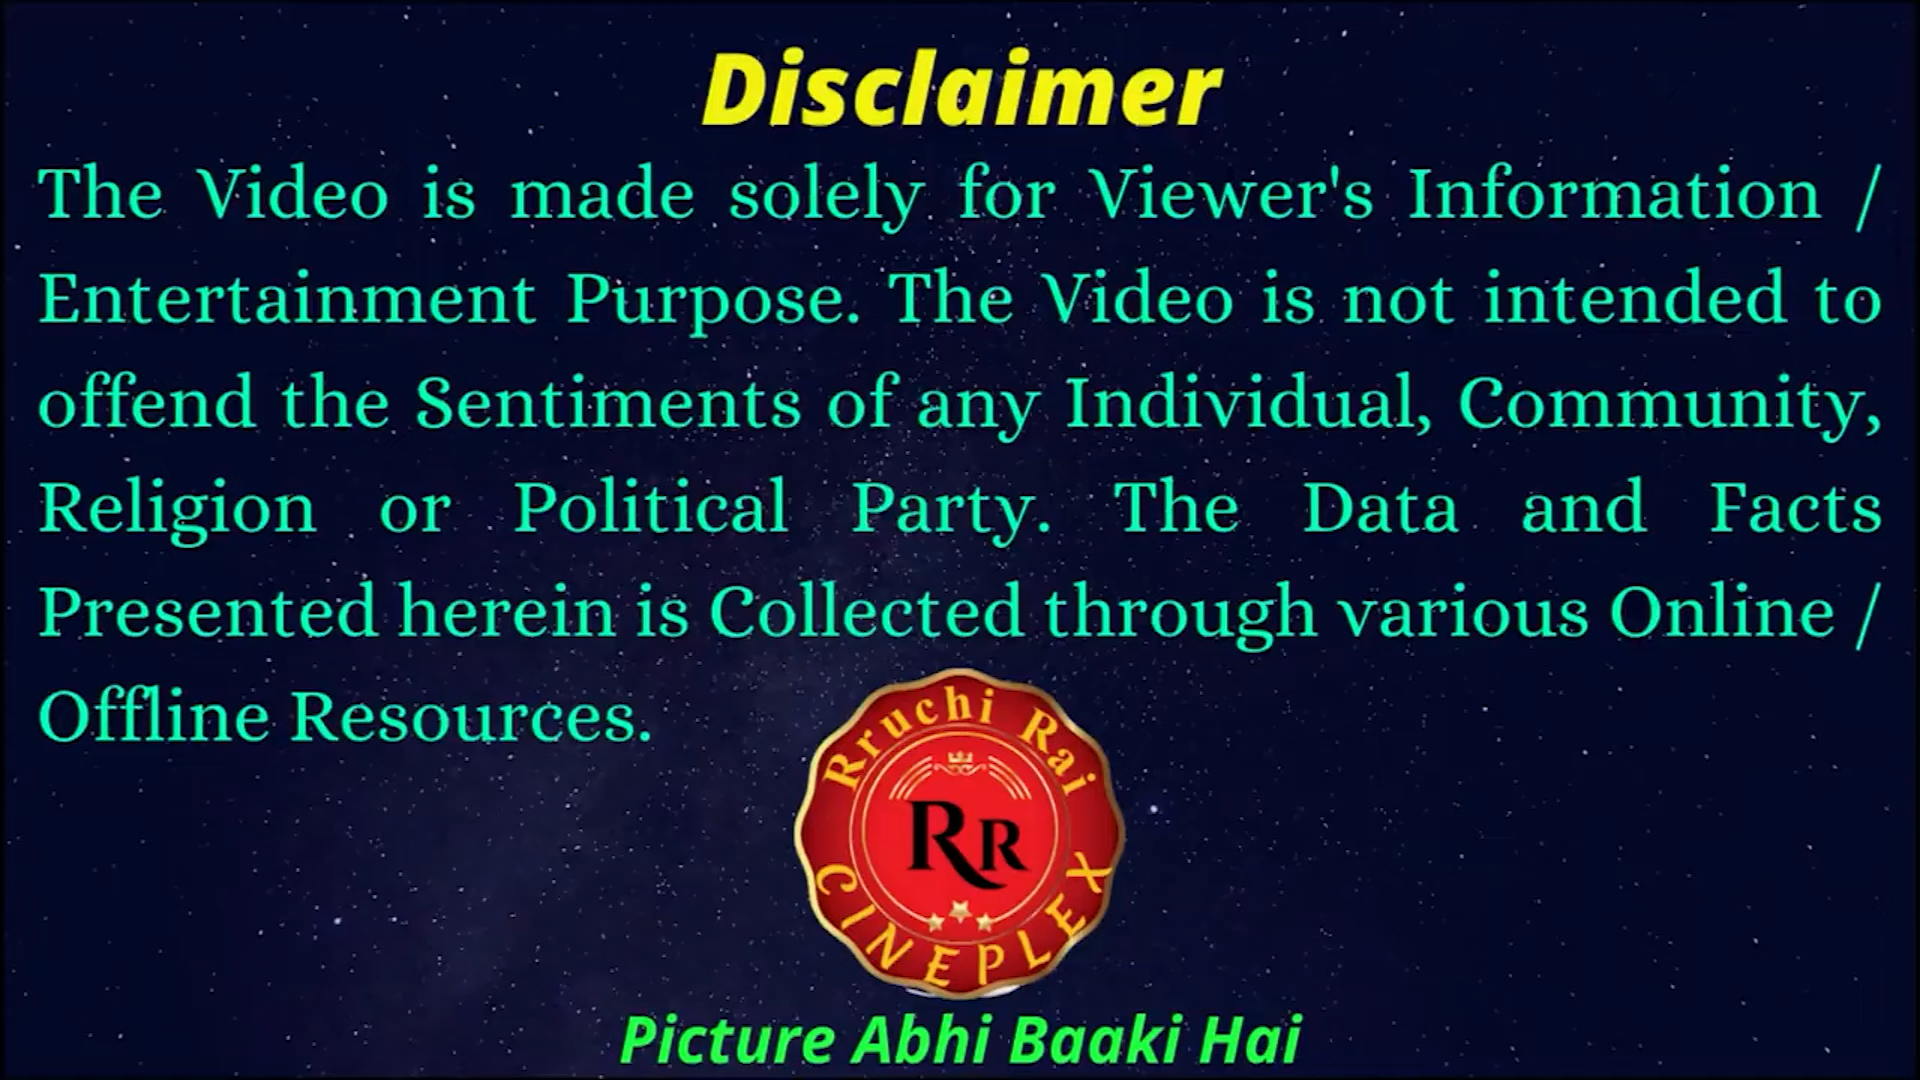 Disclaimer
The Video is made solely for Viewer's Information /
Entertainment Purpose. The Video is not intended to
offend the Sentiments of any Individual, Community,
Religion or Political Party. The Data and Facts
Presented herein is Collected through various Online /
Offline Resources.
Rruchi Rai
RR
CINEPLEX
Picture Abhi Baaki Hai